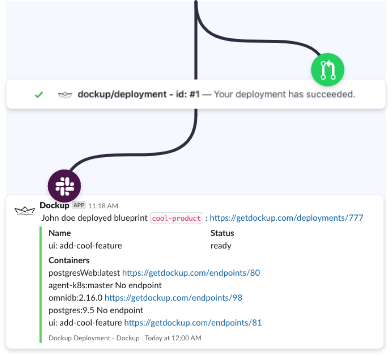 dockup/deployment - id: #1 — Your deployment has succeeded.
Dockup APP 11:18 AM
John doe deployed blueprint cool-product : https://getdockup.com/deployments/777
Name Status
ui: add-cool-feature ready
Containers
postgresWeb:latest https://getdockup.com/endpoints/80
agent-k8s:master No endpoint
omnidb:2.16.0 https://getdockup.com/endpoints/98
postgres:9.5 No endpoint
ui: add-cool-feature https://getdockup.com/endpoints/81
Dockup Deployment - Dockup | Today at 12:00 AM